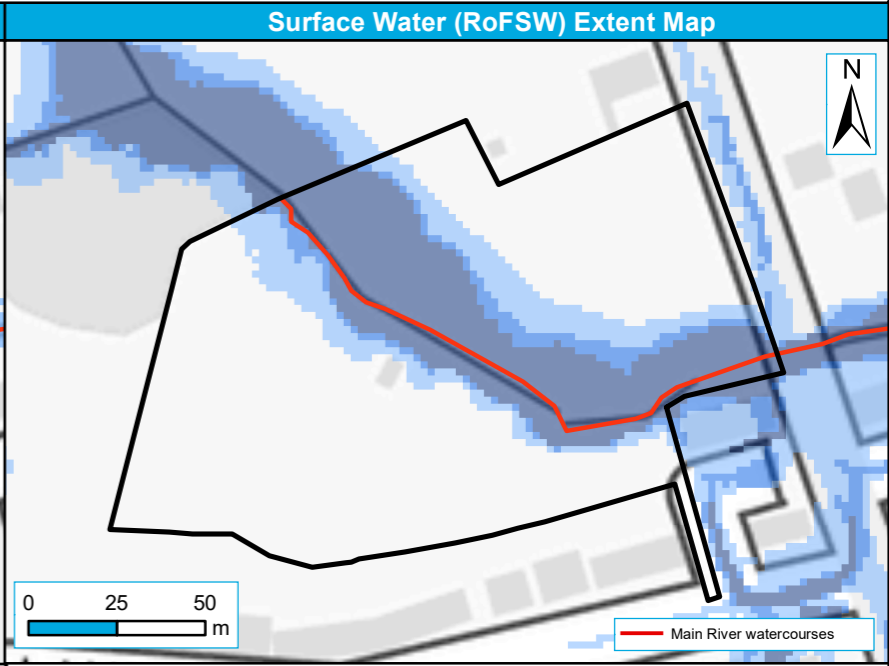 Surface Water (RoFSW) Extent Map
N
0 25 50
m
Main River watercourses